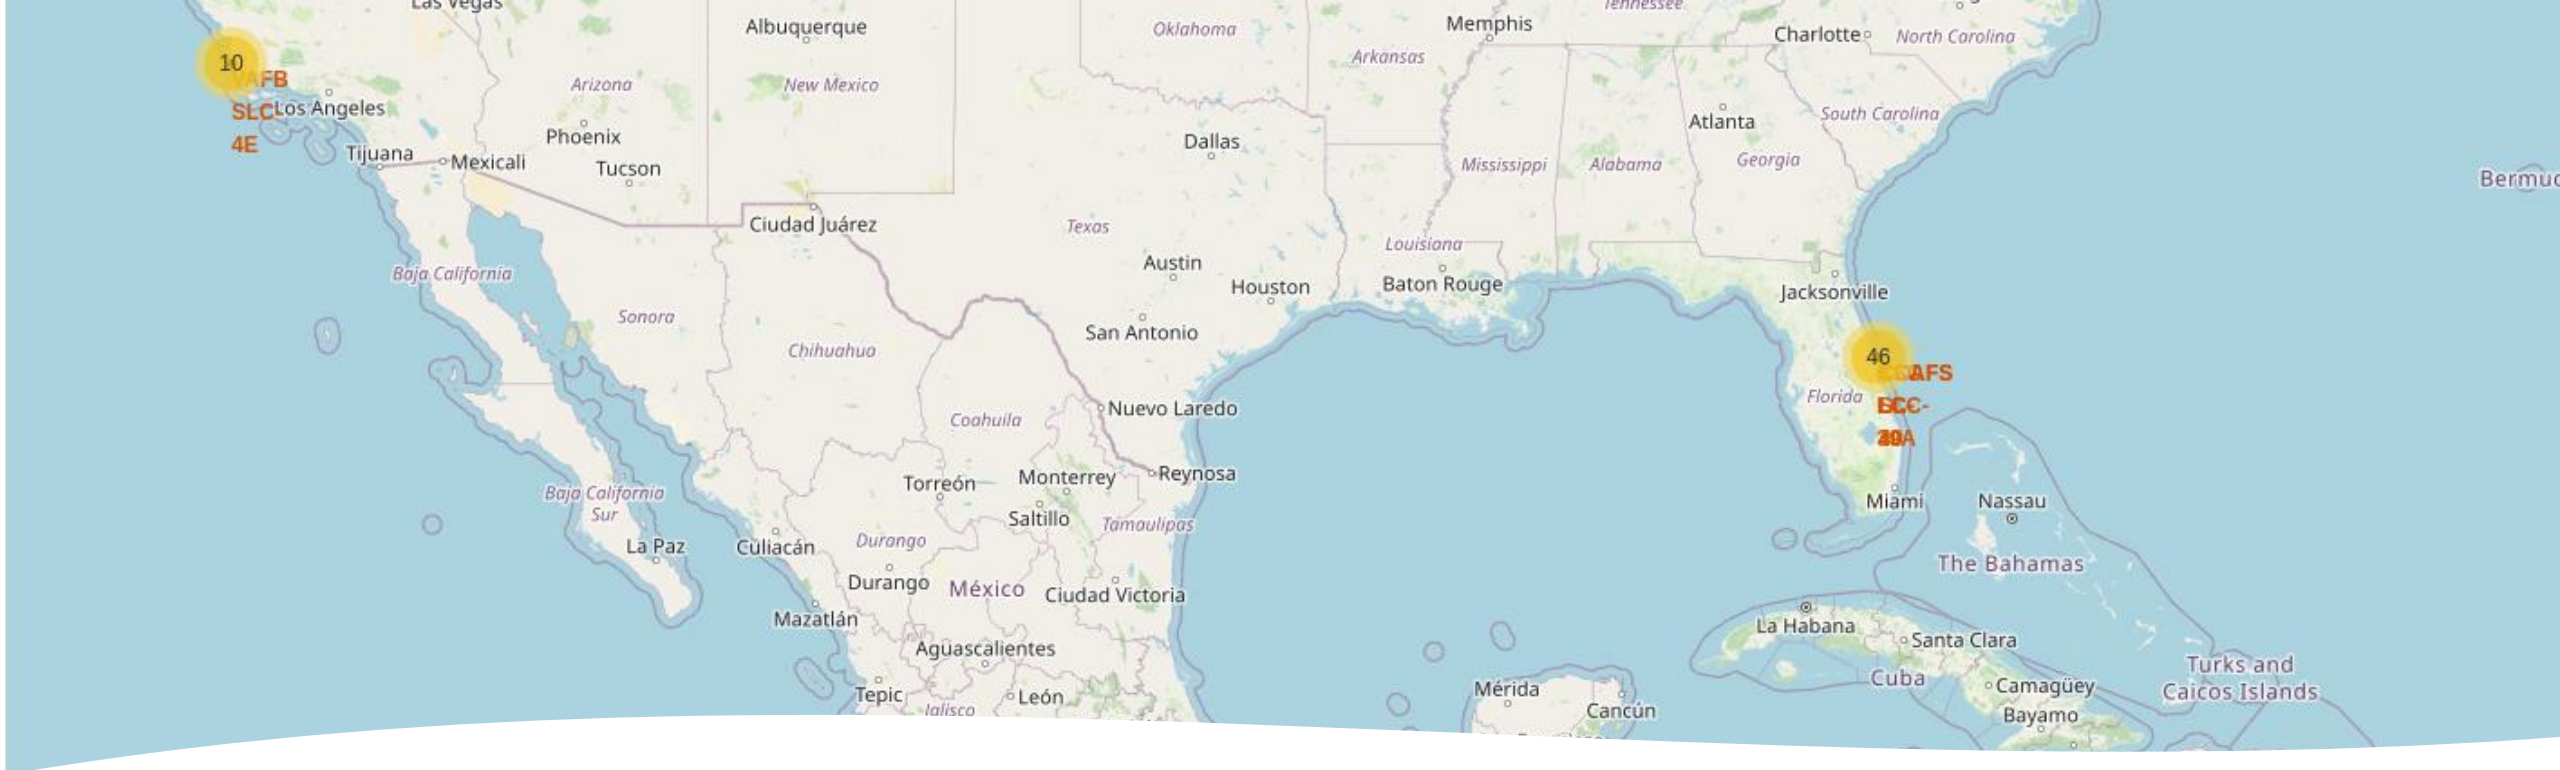 Las Vegas
Albuquerque
Oklahoma
Memphis
Tennessee
Charlotte
North Carolina
10
VAFB
SLC-
4E
Los Angeles
Arizona
New Mexico
Arkansas
Phoenix
Tucson
Dallas
Atlanta
South Carolina
Tijuana
Mexicali
Mississippi
Alabama
Georgia
Bermuc
Ciudad Juárez
Texas
Louisiana
Austin
Houston
Baton Rouge
Jacksonville
Baja California
Sonora
Chihuahua
San Antonio
46
AFS
Florida
LCC-
Coahuila
Nuevo Laredo
Torreón
Monterrey
Reynosa
Saltillo
Tamaulipas
Baja California
Sur
La Paz
Culiacán
Durango
Durango
México
Ciudad Victoria
Miami
Nassau
The Bahamas
Mazatlán
Aguascalientes
La Habana
Santa Clara
Cuba
Turks and
Caicos Islands
Tepic
León
Jalisco
Mérida
Cancún
Camagüey
Bayamo